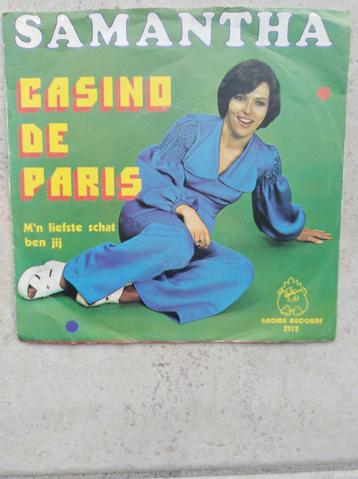 SAMANTHA
CASINO
DE
PARIS
M'n liefste schat
ben jij
GNOME RECORDS
2112